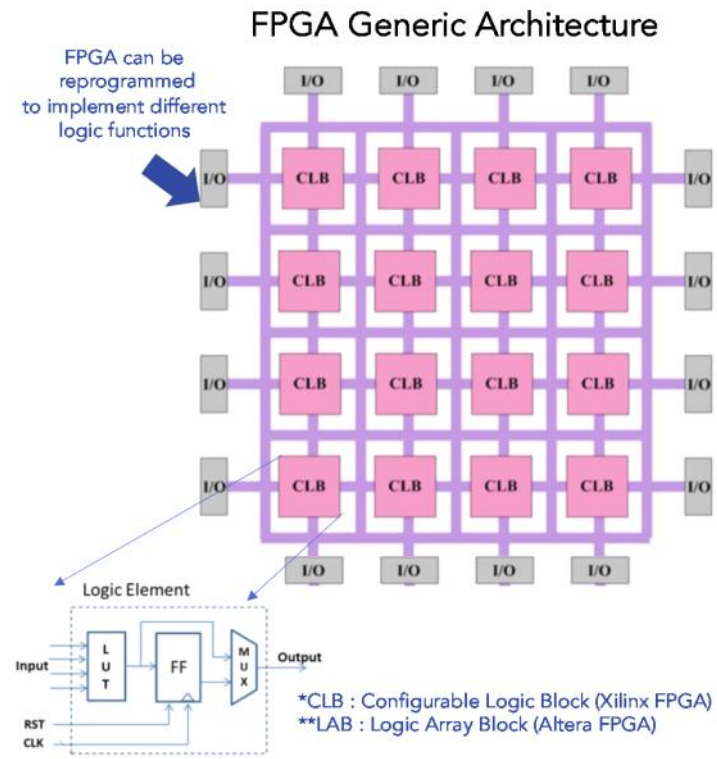 FPGA Generic Architecture
FPGA can be
reprogrammed
to implement different
logic functions
I/O I/O I/O I/O
I/O CLB CLB CLB CLB I/O
I/O CLB CLB CLB CLB I/O
I/O CLB CLB CLB CLB I/O
I/O CLB CLB CLB CLB I/O
I/O I/O I/O I/O
Logic Element
Input
LUT
FF
MUX
Output
RST
CLK
*CLB : Configurable Logic Block (Xilinx FPGA)
**LAB : Logic Array Block (Altera FPGA)